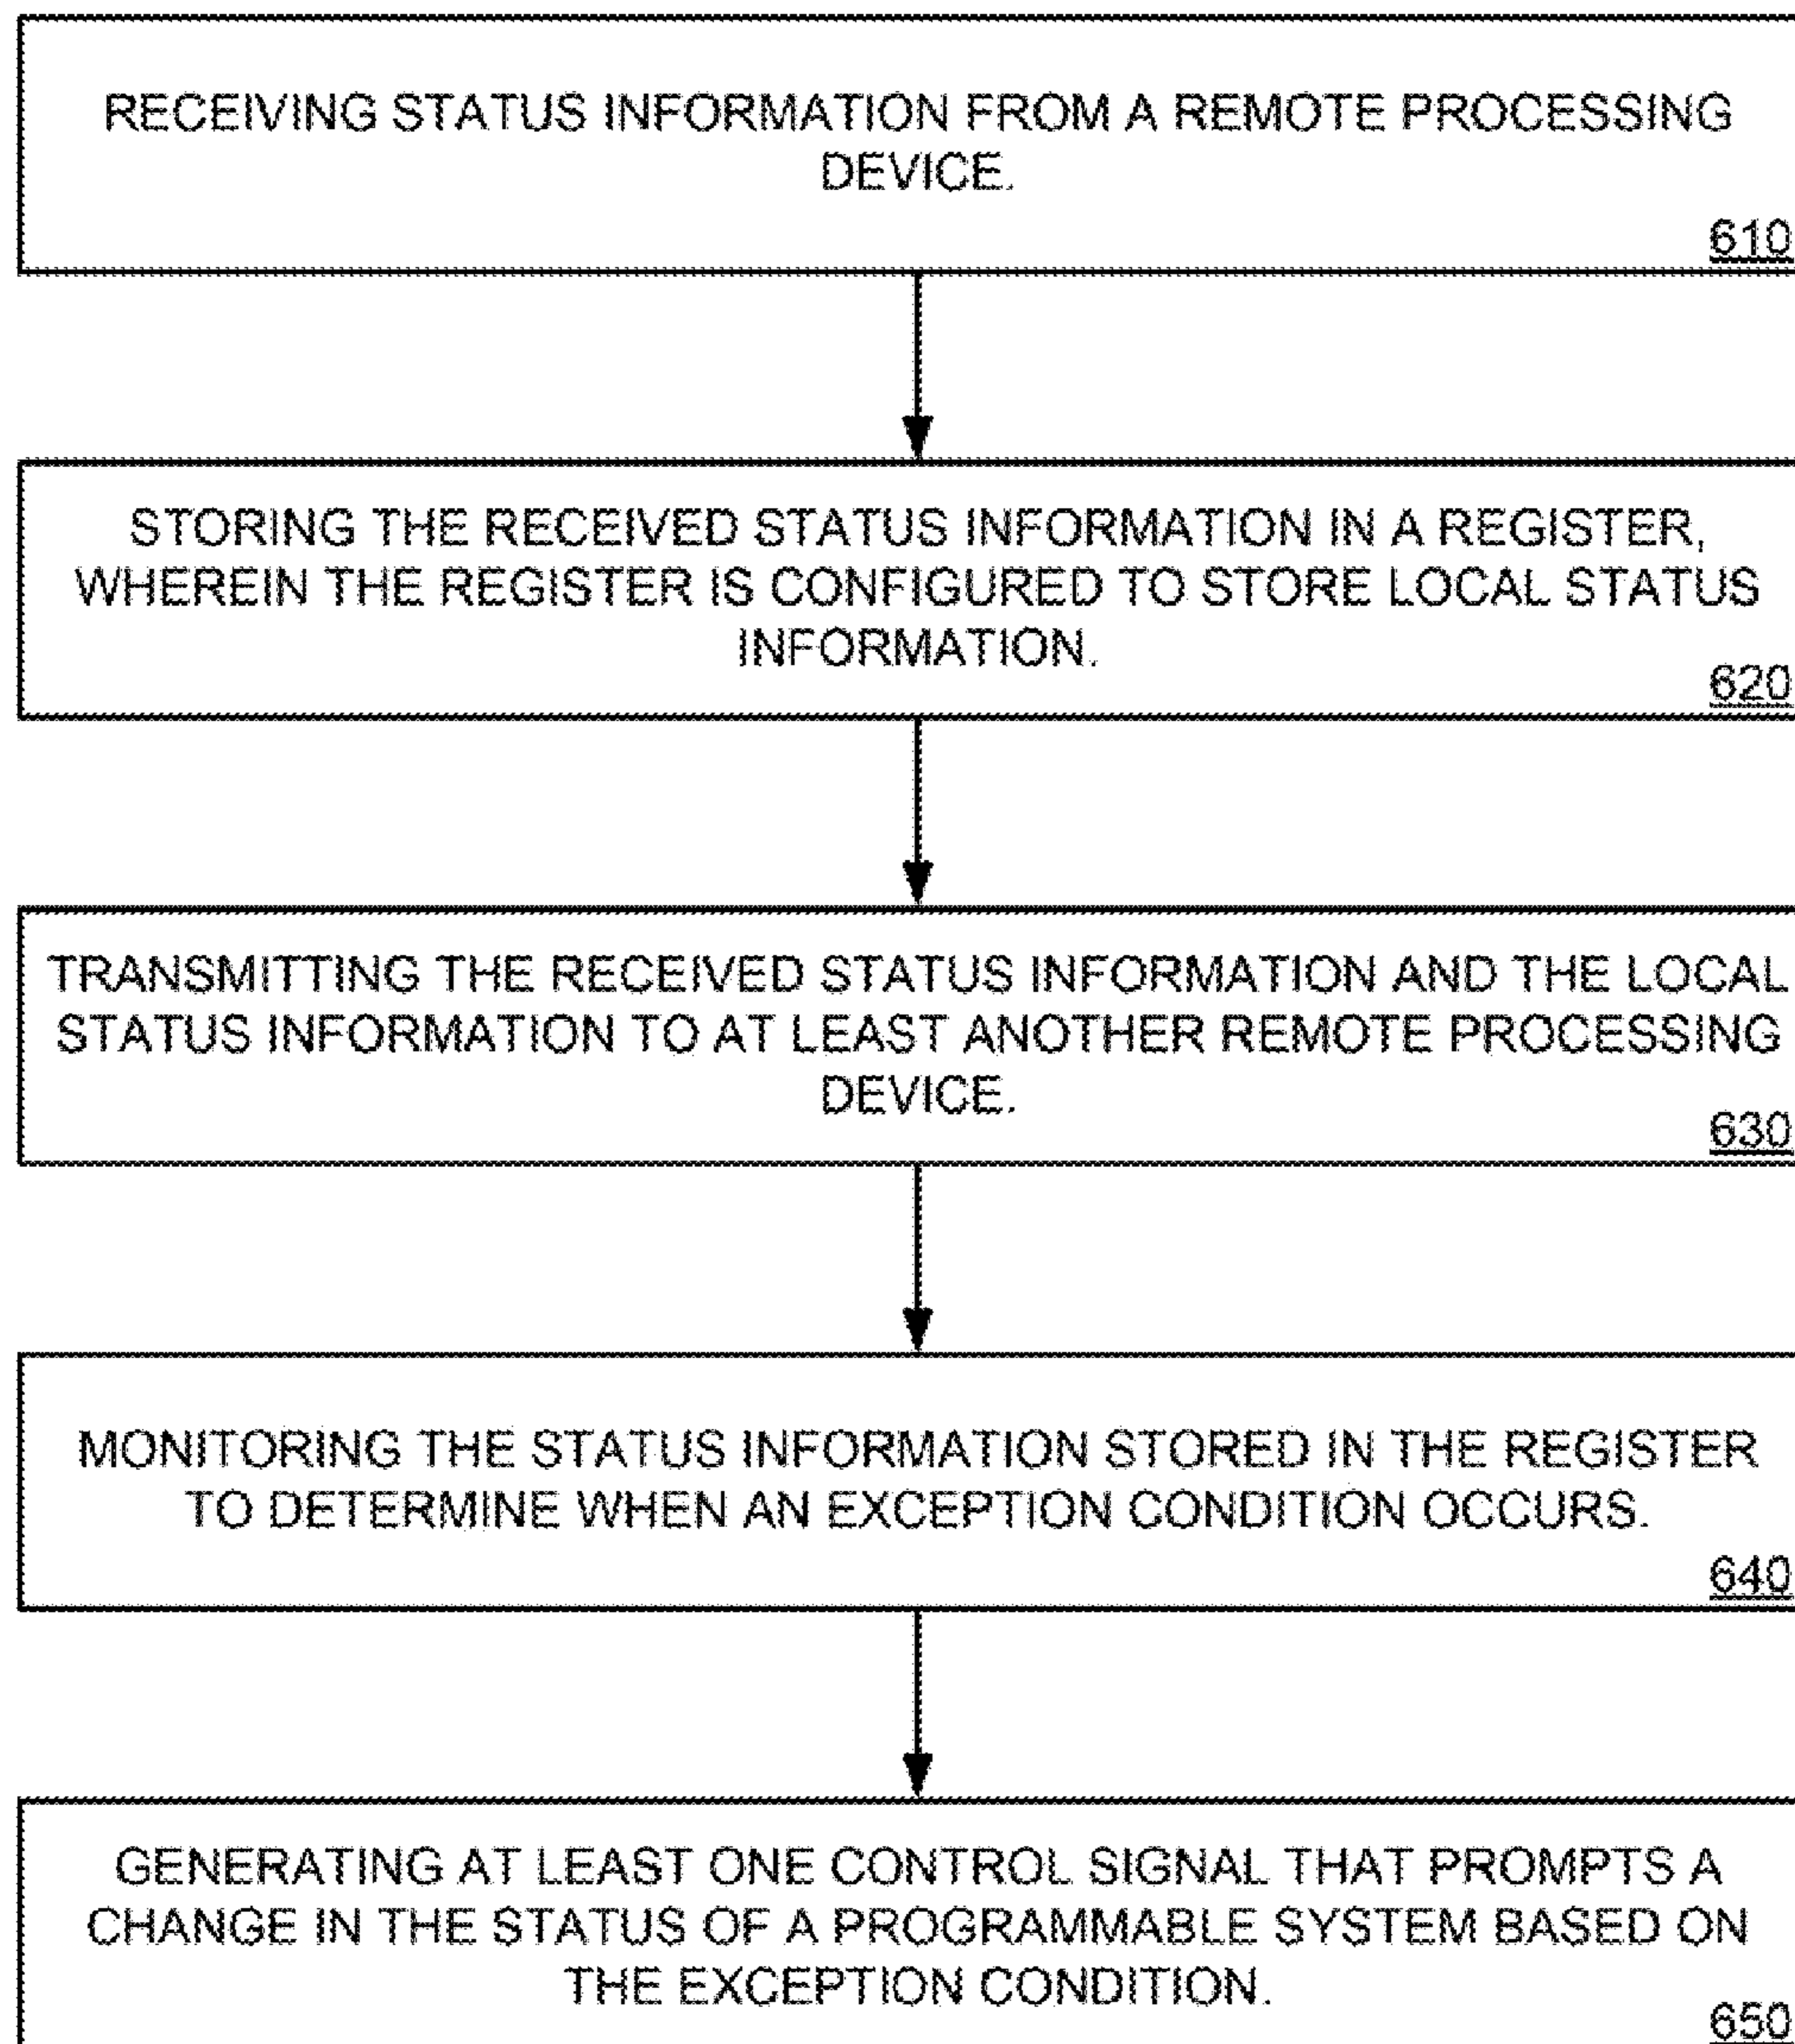 RECEIVING STATUS INFORMATION FROM A REMOTE PROCESSING
DEVICE.
610
STORING THE RECEIVED STATUS INFORMATION IN A REGISTER,
WHEREIN THE REGISTER IS CONFIGURED TO STORE LOCAL STATUS
INFORMATION.
620
TRANSMITTING THE RECEIVED STATUS INFORMATION AND THE LOCAL
STATUS INFORMATION TO AT LEAST ANOTHER REMOTE PROCESSING
DEVICE.
630
MONITORING THE STATUS INFORMATION STORED IN THE REGISTER
TO DETERMINE WHEN AN EXCEPTION CONDITION OCCURS.
640
GENERATING AT LEAST ONE CONTROL SIGNAL THAT PROMPTS A
CHANGE IN THE STATUS OF A PROGRAMMABLE SYSTEM BASED ON
THE EXCEPTION CONDITION.
650